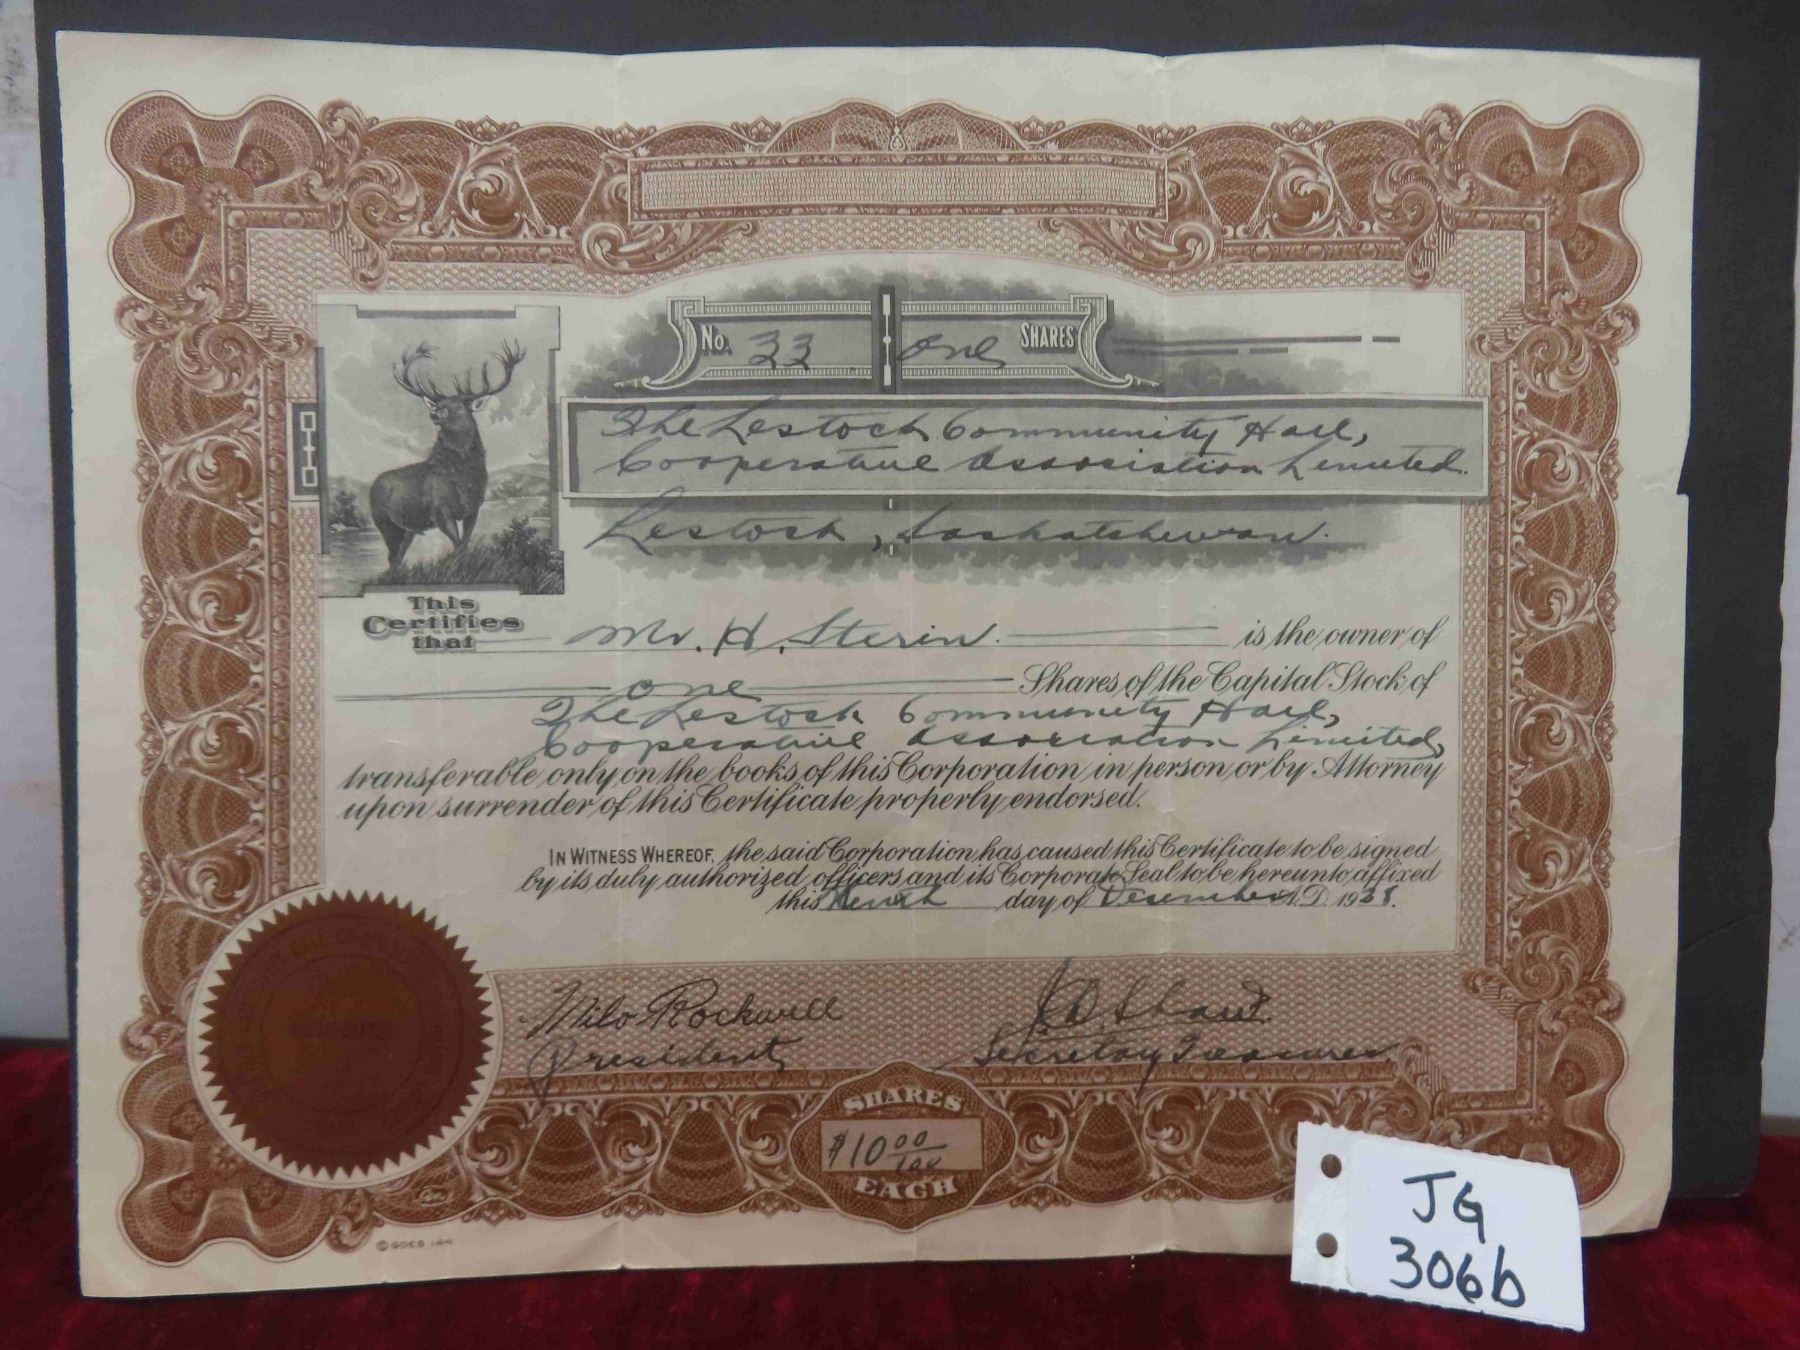 No. 33 one SHARES
The Lestock Community Hall,
Cooperative Association Limited.
Lestock, Saskatchewan.
This
Certifies
that Mr. H. Sterin. is the owner of
one Shares of the Capital Stock of
The Lestock Community Hall,
Cooperative Association Limited,
transferable only on the books of this Corporation in person or by Attorney
upon surrender of this Certificate properly endorsed.
IN WITNESS WHEREOF, the said Corporation has caused this Certificate to be signed
by its duly authorized officers and its Corporate Seal to be hereunto affixed
this day of December A.D. 1938.
Milo Rockwell
President
Shaw
Secretary Treasurer
SHARES
$10 00/100
EACH
© GOES
JG
306b